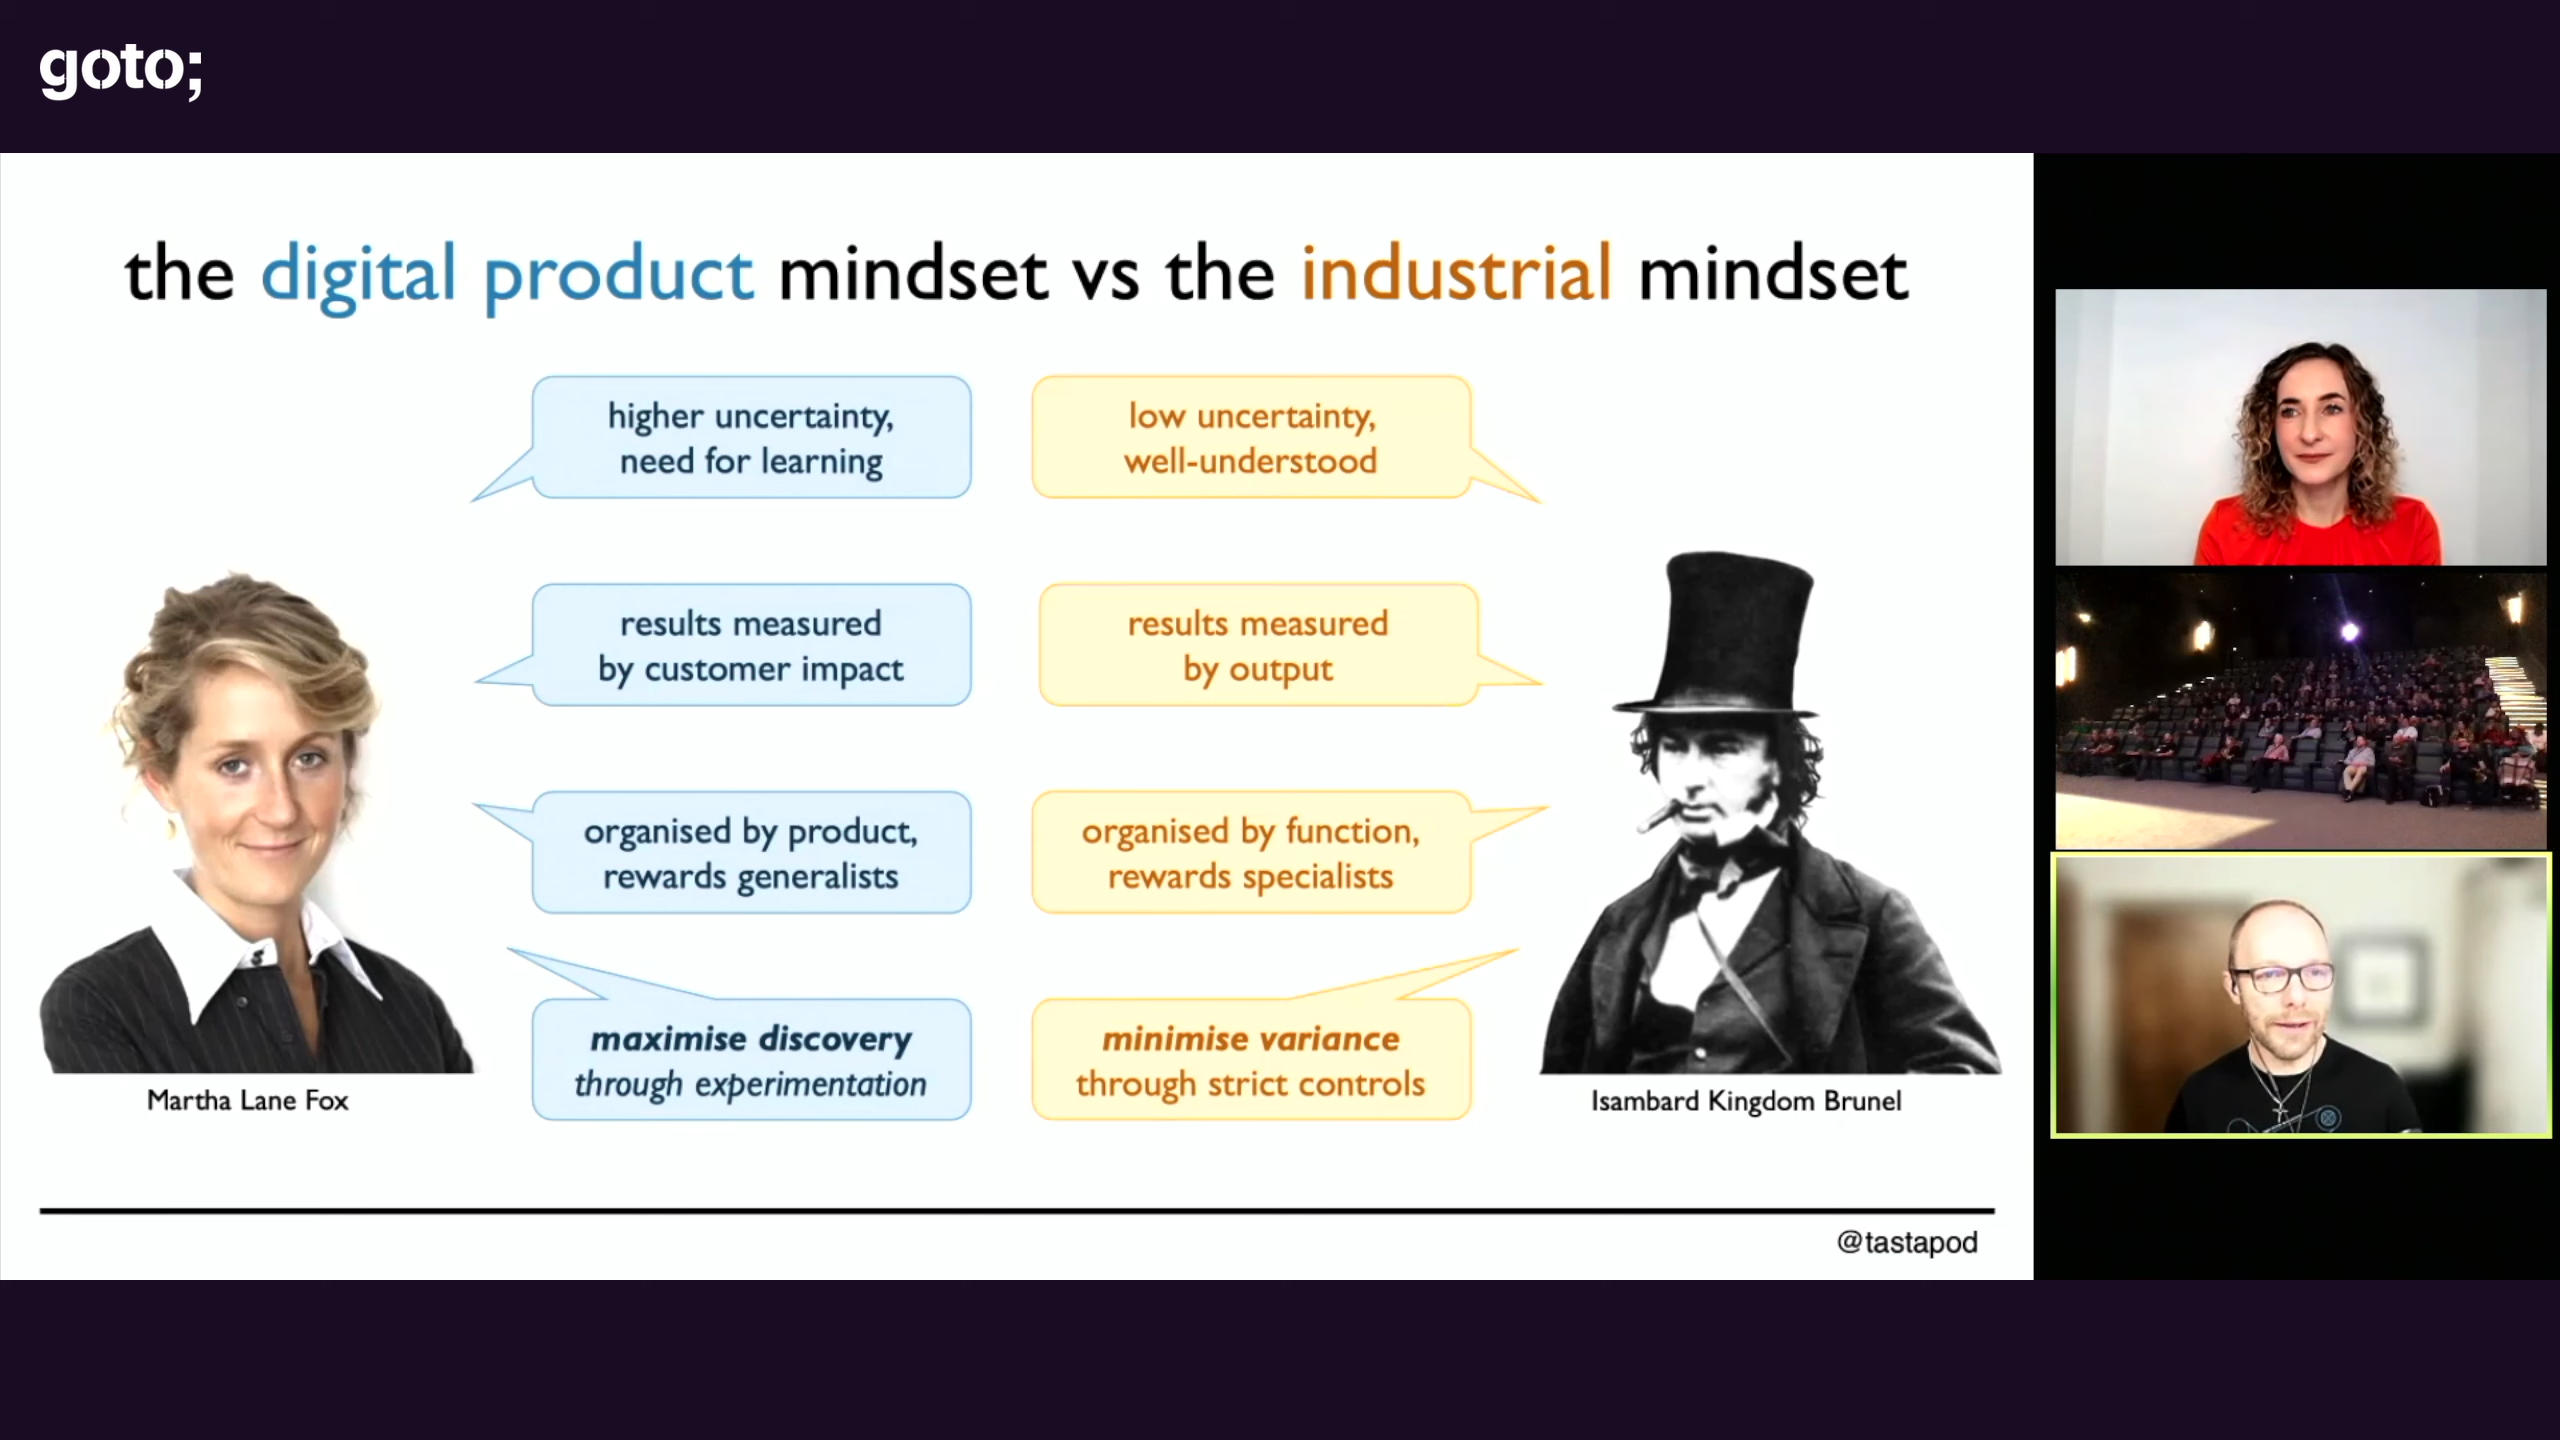 goto;
the digital product mindset vs the industrial mindset
higher uncertainty,
need for learning
low uncertainty,
well-understood
results measured
by customer impact
results measured
by output
organised by product,
rewards generalists
organised by function,
rewards specialists
maximise discovery
through experimentation
minimise variance
through strict controls
Martha Lane Fox
Isambard Kingdom Brunel
@tastapod